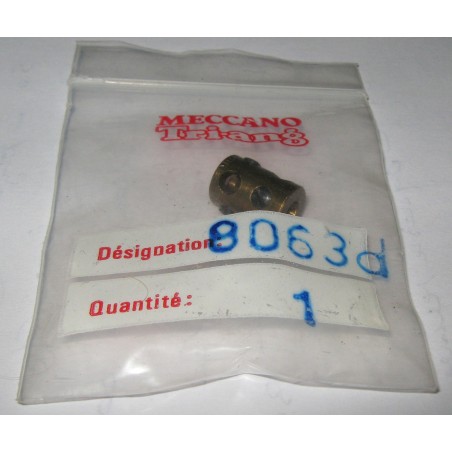 MECCANO
Triang
Désignation: 8063d
Quantité: 1